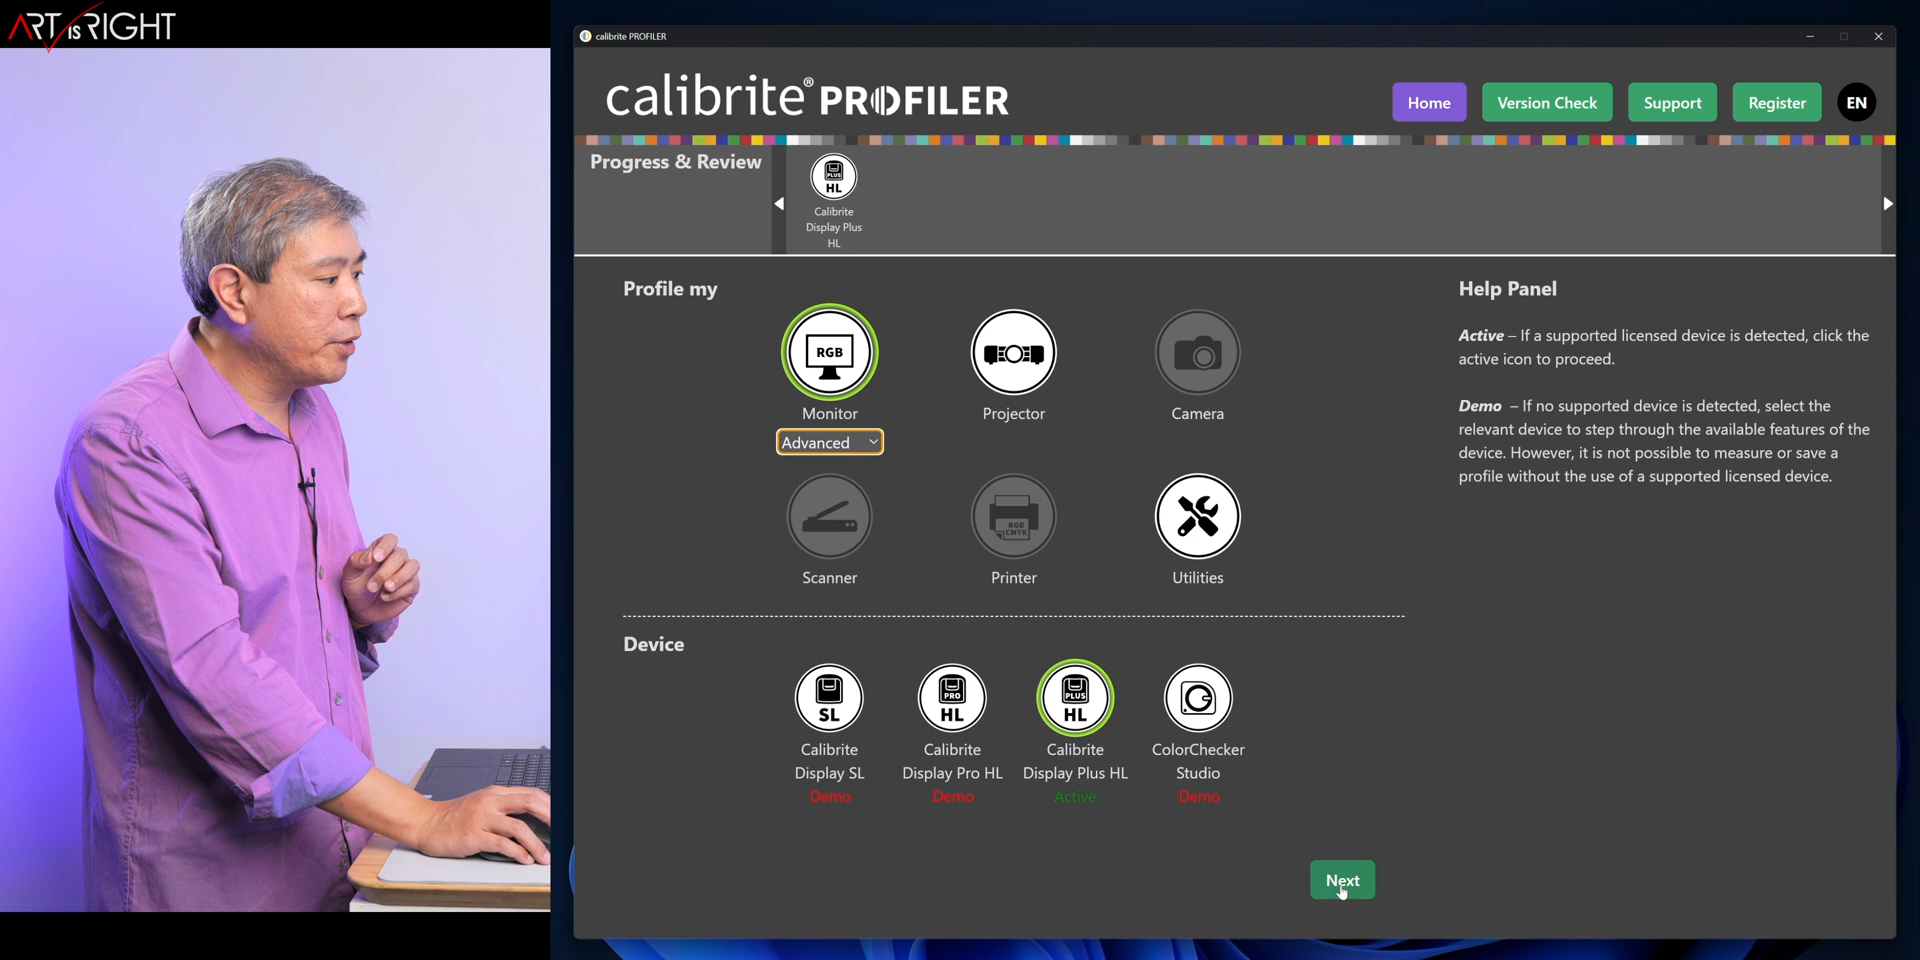 ART IS RIGHT
calibrite PROFILER
calibrite® PROFILER
Home
Version Check
Support
Register
EN
Progress & Review
PLUS
HL
Calibrite
Display Plus
HL
Profile my
RGB
Monitor
Projector
Camera
Advanced
Scanner
RGB
CMYK
Printer
Utilities
Help Panel
Active – If a supported licensed device is detected, click the
active icon to proceed.
Demo – If no supported device is detected, select the
relevant device to step through the available features of the
device. However, it is not possible to measure or save a
profile without the use of a supported licensed device.
Device
SL
Calibrite
Display SL
Demo
PRO
HL
Calibrite
Display Pro HL
Demo
PLUS
HL
Calibrite
Display Plus HL
Active
ColorChecker
Studio
Demo
Next